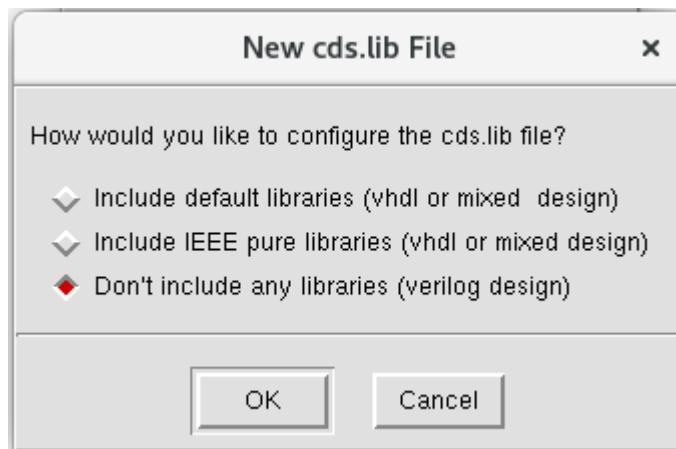 New cds.lib File
How would you like to configure the cds.lib file?
Include default libraries (vhdl or mixed  design)
Include IEEE pure libraries (vhdl or mixed design)
Don't include any libraries (verilog design)
OK
Cancel